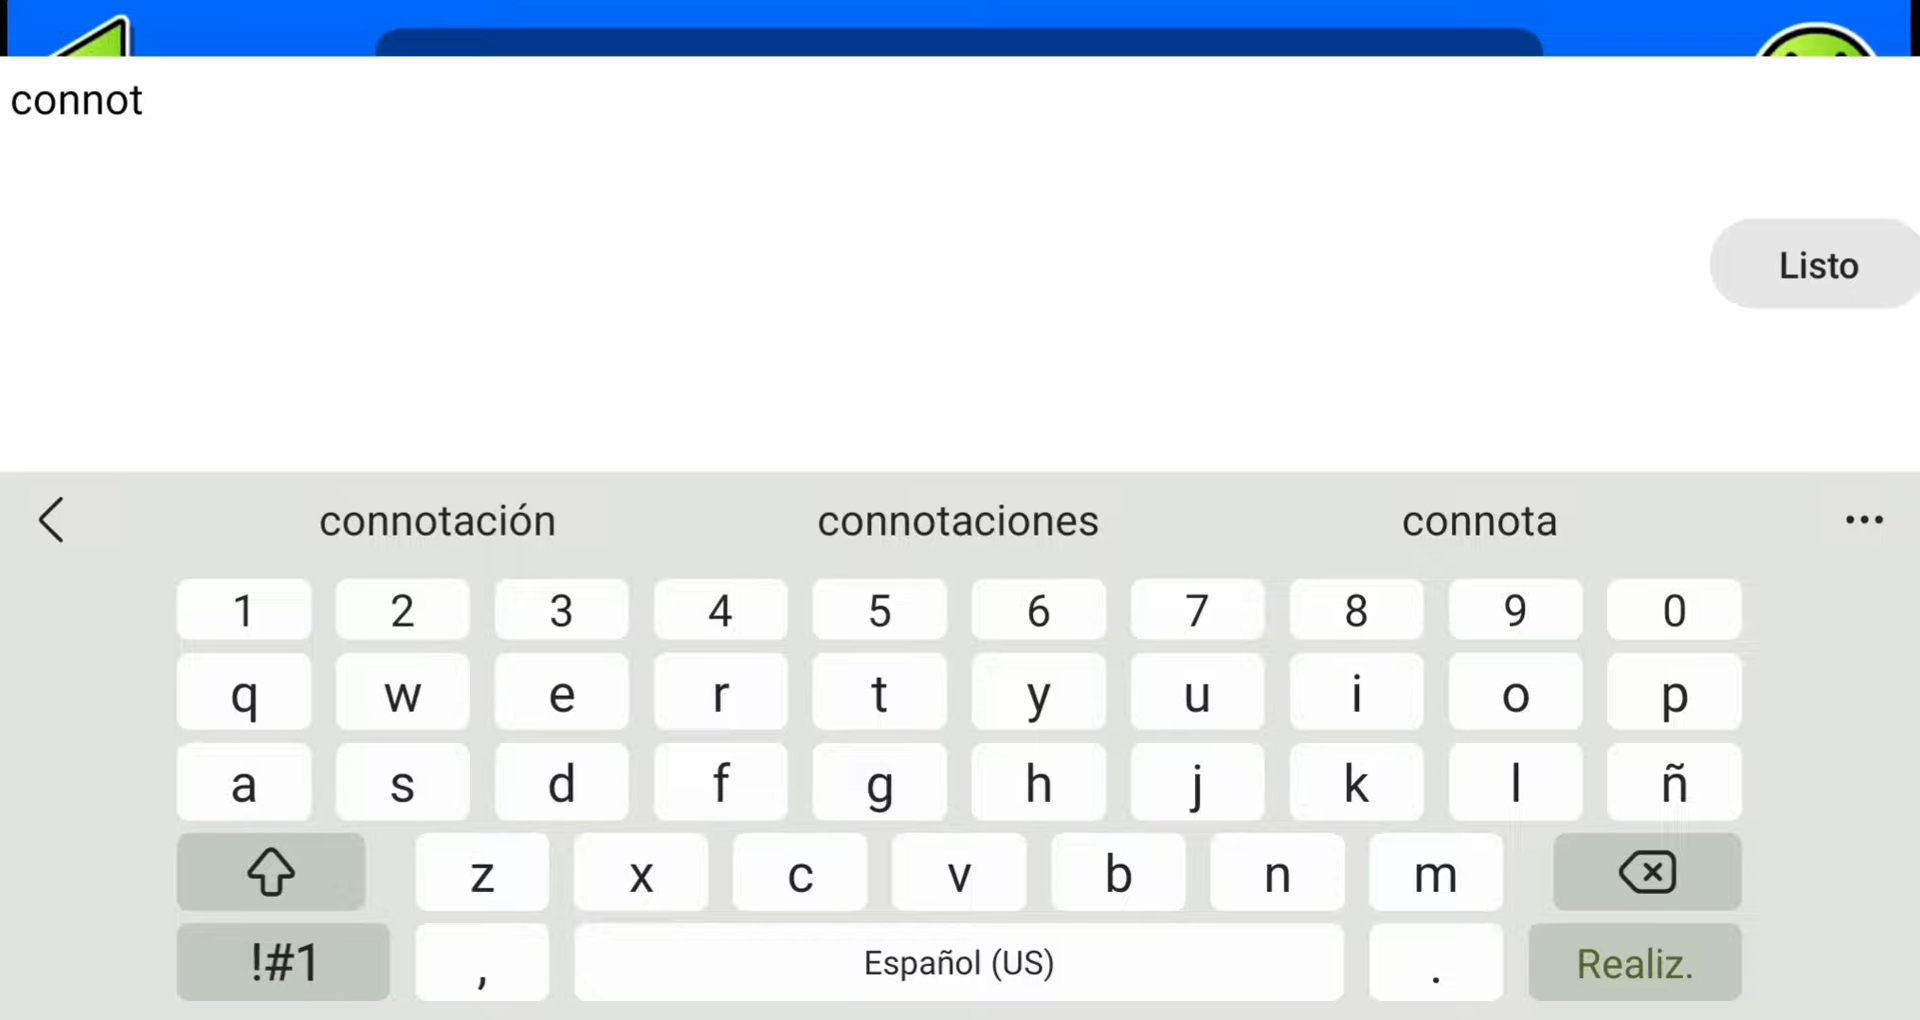 connot
Listo
connotación connotaciones connota
1 2 3 4 5 6 7 8 9 0
q w e r t y u i o p
a s d f g h j k l ñ
z x c v b n m
!#1 , Español (US) . Realiz.